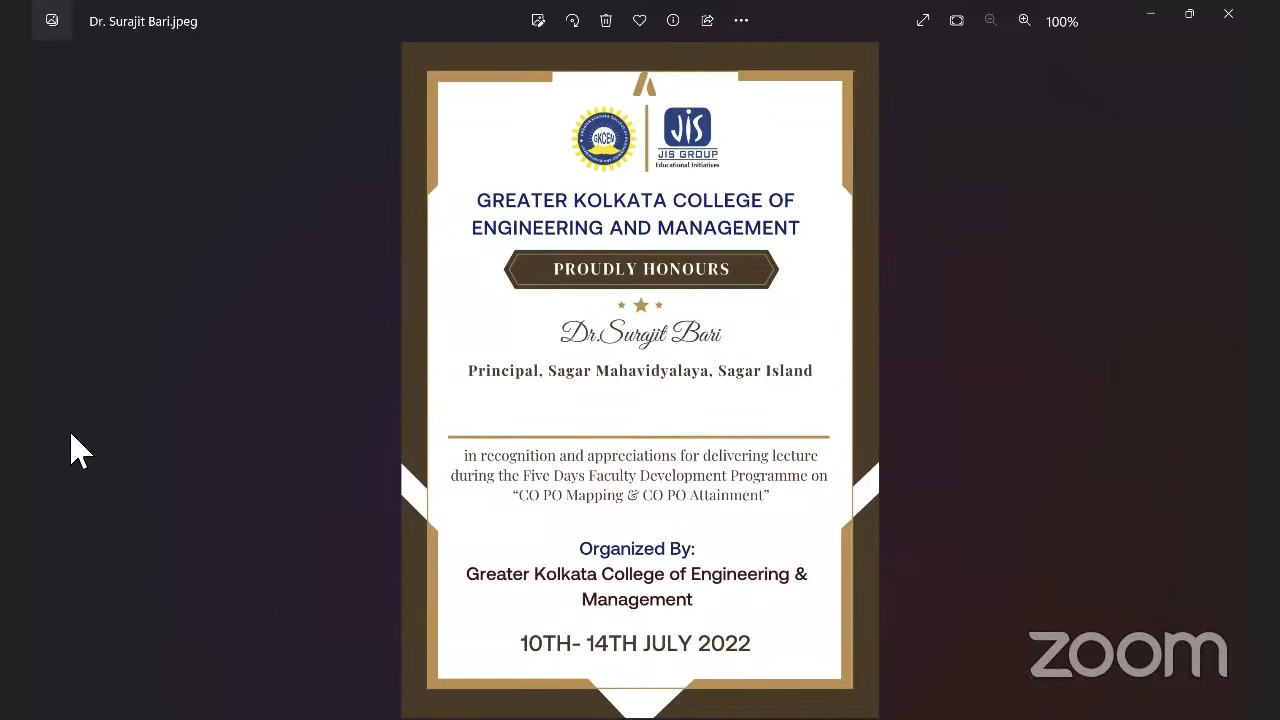 Dr. Surajit Bari.jpeg
100%
GKCEM
JIS
JIS GROUP
Educational Initiatives
GREATER KOLKATA COLLEGE OF
ENGINEERING AND MANAGEMENT
PROUDLY HONOURS
Dr.Surajit Bari
Principal, Sagar Mahavidyalaya, Sagar Island
in recognition and appreciations for delivering lecture
during the Five Days Faculty Development Programme on
“CO PO Mapping & CO PO Attainment”
Organized By:
Greater Kolkata College of Engineering &
Management
10TH- 14TH JULY 2022
zoom